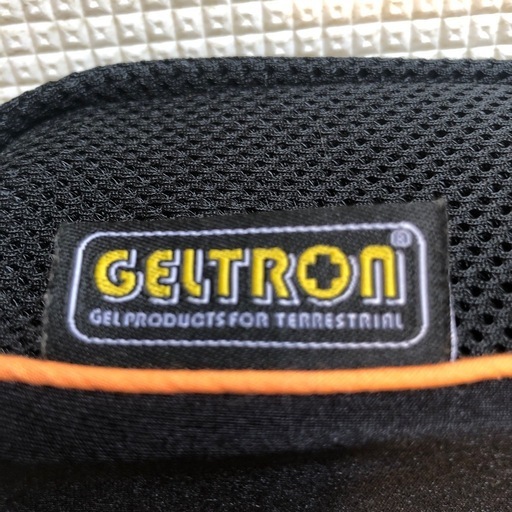 GELTRON®
GEL PRODUCTS FOR TERRESTRIAL